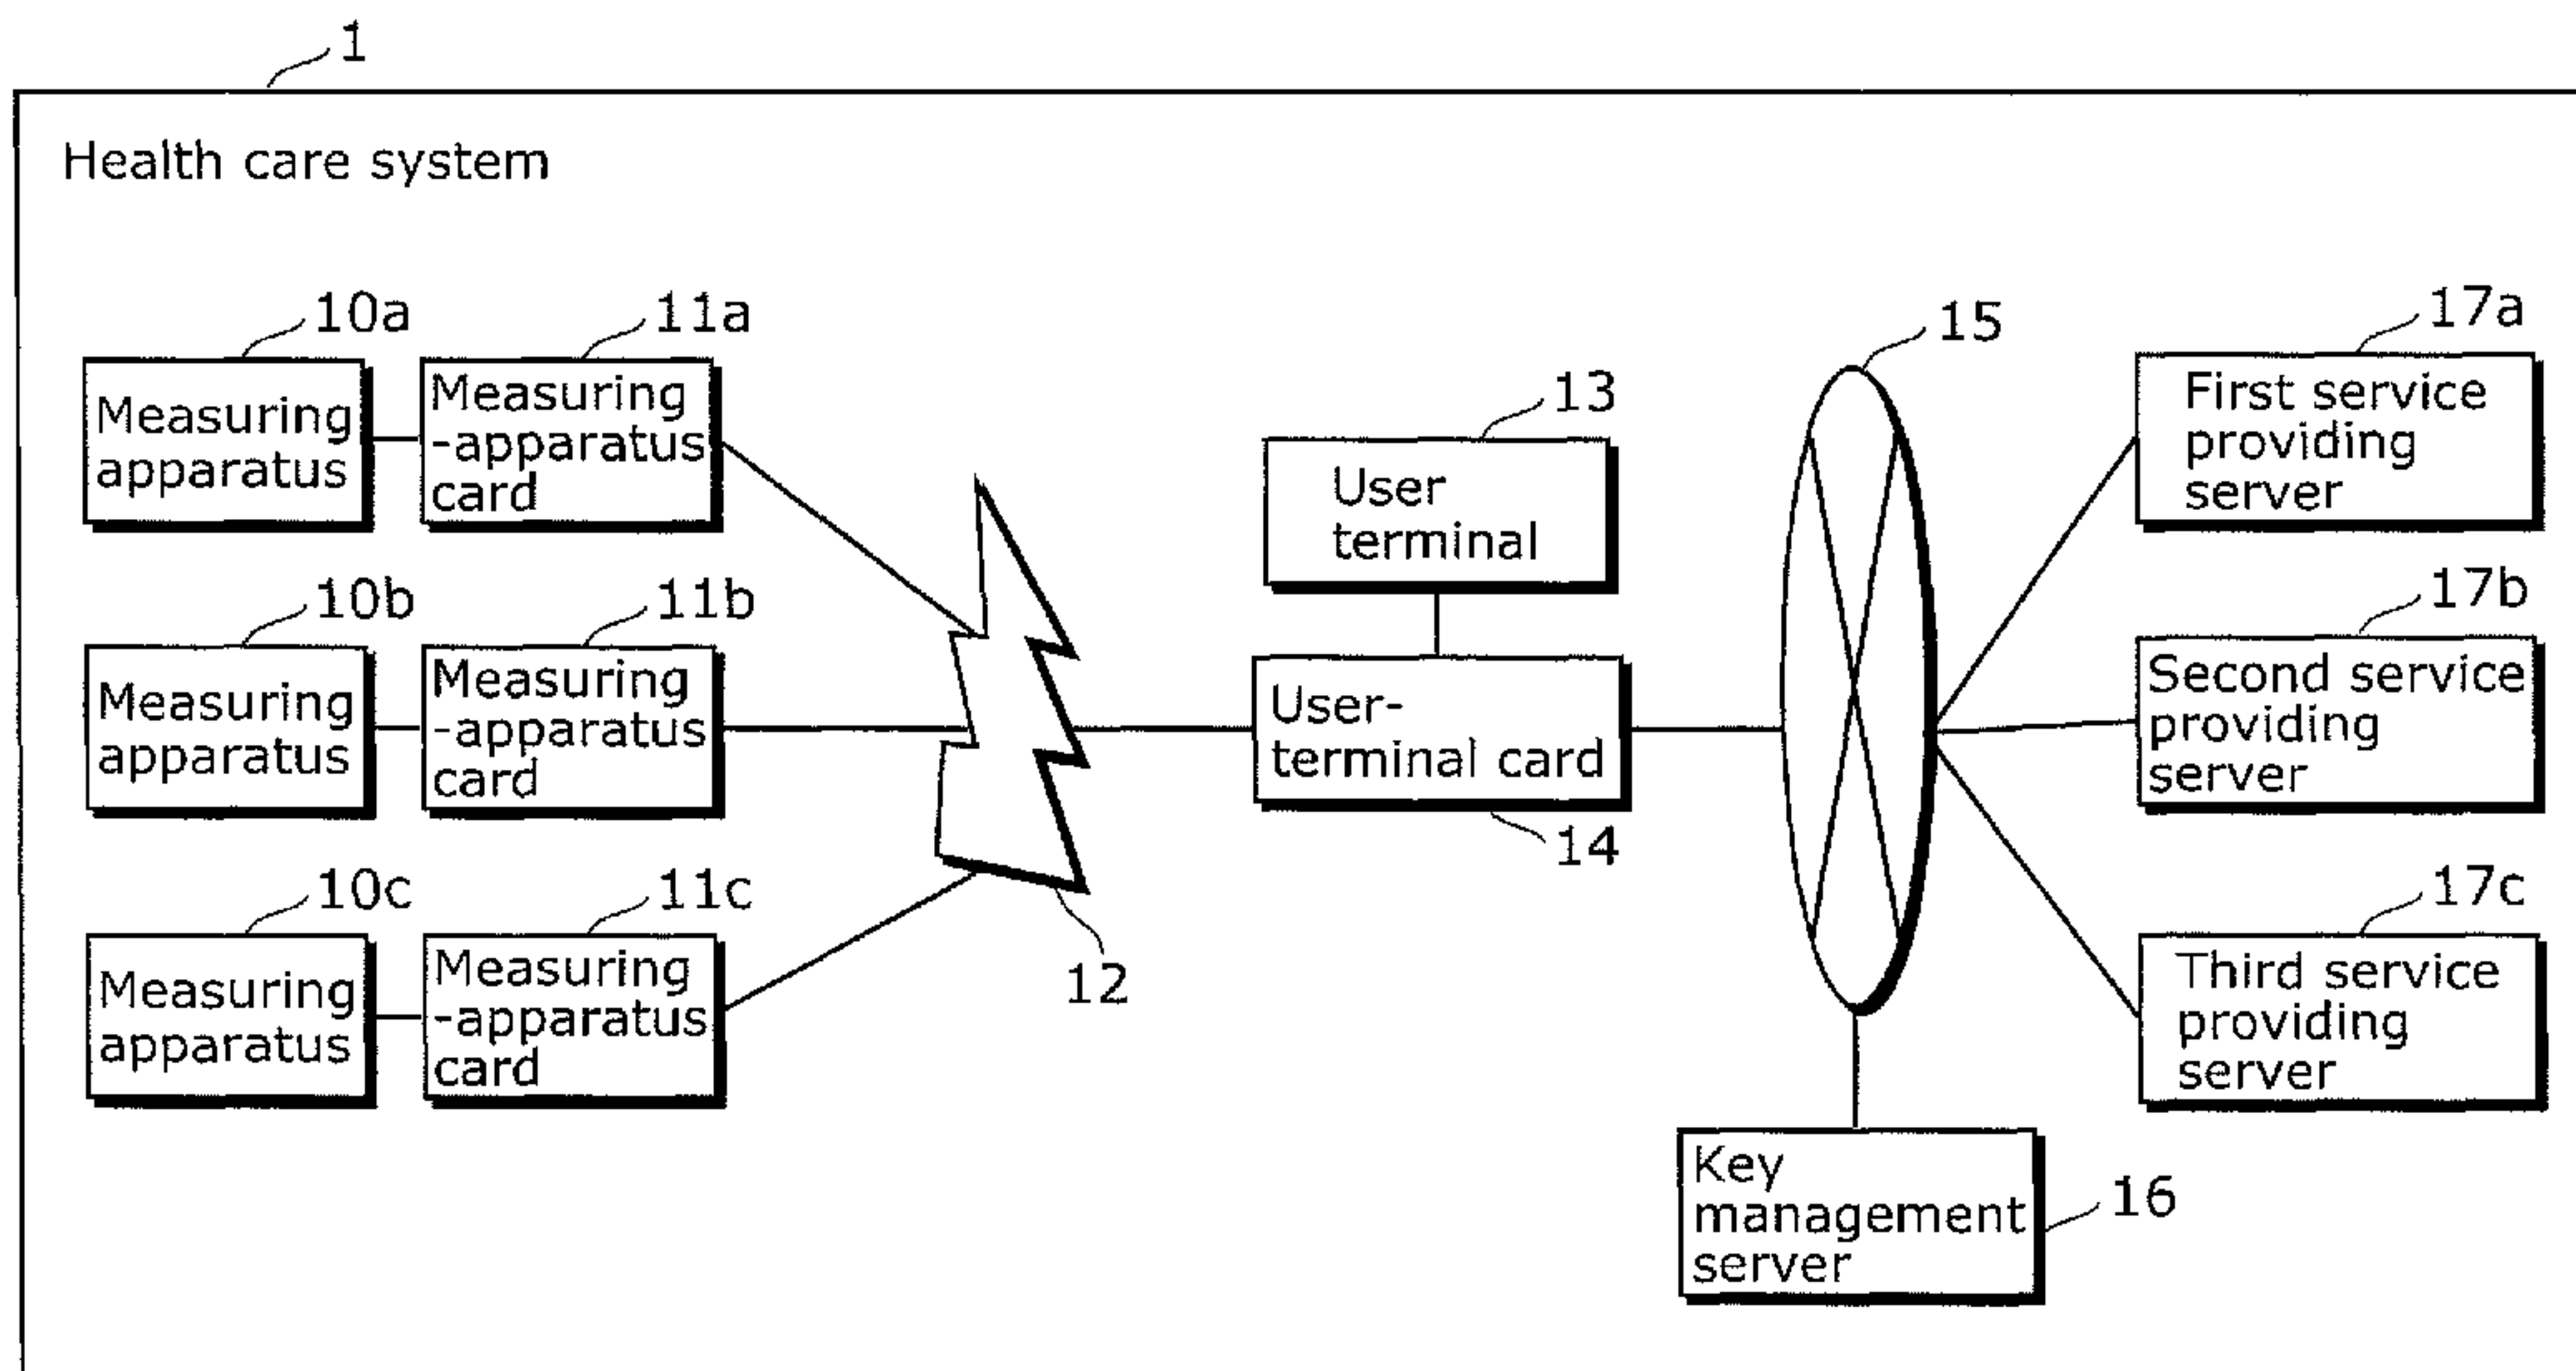 1
Health care system
10a
Measuring
apparatus
11a
Measuring
-apparatus
card
10b
Measuring
apparatus
11b
Measuring
-apparatus
card
10c
Measuring
apparatus
11c
Measuring
-apparatus
card
12
13
User
terminal
User-
terminal card
14
15
Key
management
server
16
17a
First service
providing
server
17b
Second service
providing
server
17c
Third service
providing
server